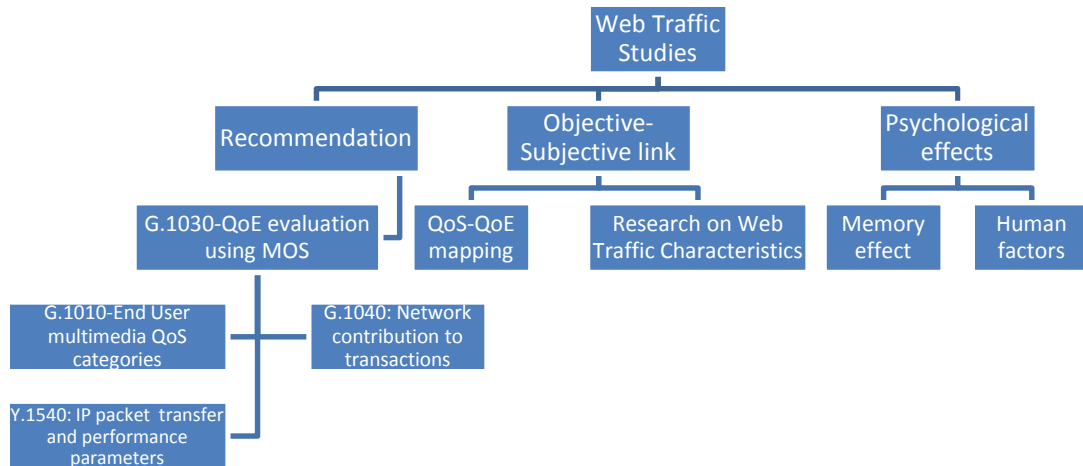 Web Traffic
Studies
Recommendation
Objective-
Subjective link
Psychological
effects
G.1030-QoE evaluation
using MOS
QoS-QoE
mapping
Research on Web
Traffic Characteristics
Memory
effect
Human
factors
G.1010-End User
multimedia QoS
categories
G.1040: Network
contribution to
transactions
Y.1540: IP packet transfer
and performance
parameters